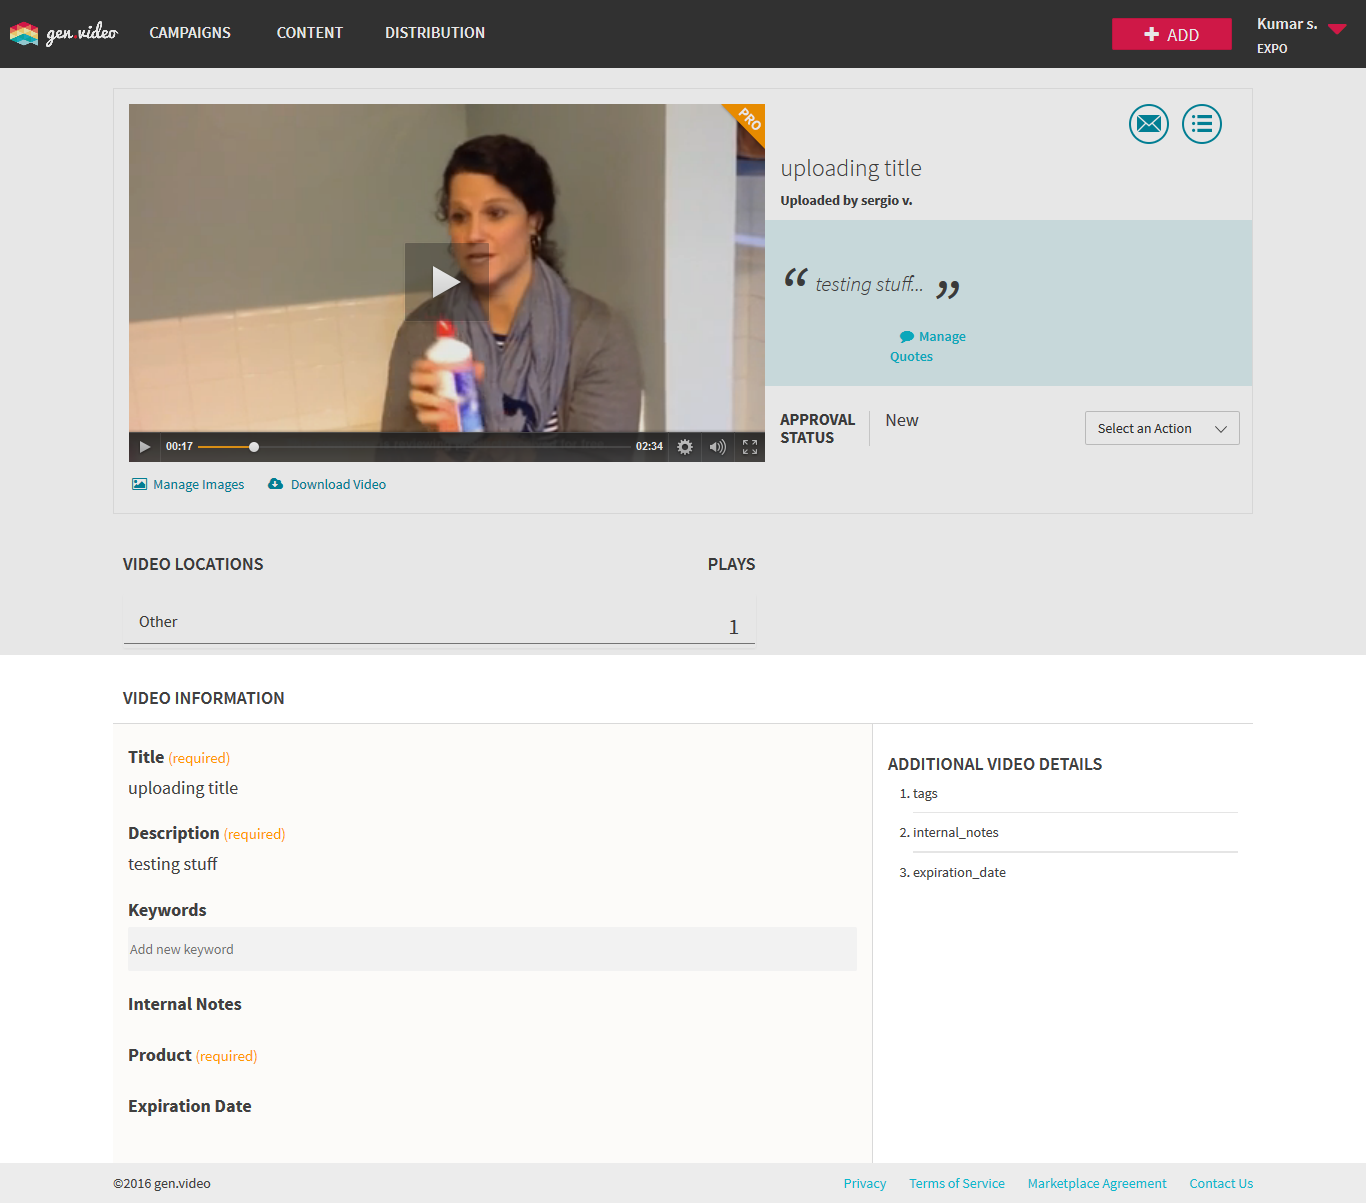 gen.video
CAMPAIGNS
CONTENT
DISTRIBUTION
ADD
Kumar s.
EXPO
PRO
uploading title
Uploaded by sergio v.
“ testing stuff... ”
Manage
Quotes
APPROVAL
STATUS
New
Select an Action
00:17
02:34
Manage Images
Download Video
VIDEO LOCATIONS
PLAYS
Other
1
VIDEO INFORMATION
Title (required)
uploading title
Description (required)
testing stuff
Keywords
Add new keyword
Internal Notes
Product (required)
Expiration Date
ADDITIONAL VIDEO DETAILS
1. tags
2. internal_notes
3. expiration_date
©2016 gen.video
Privacy
Terms of Service
Marketplace Agreement
Contact Us